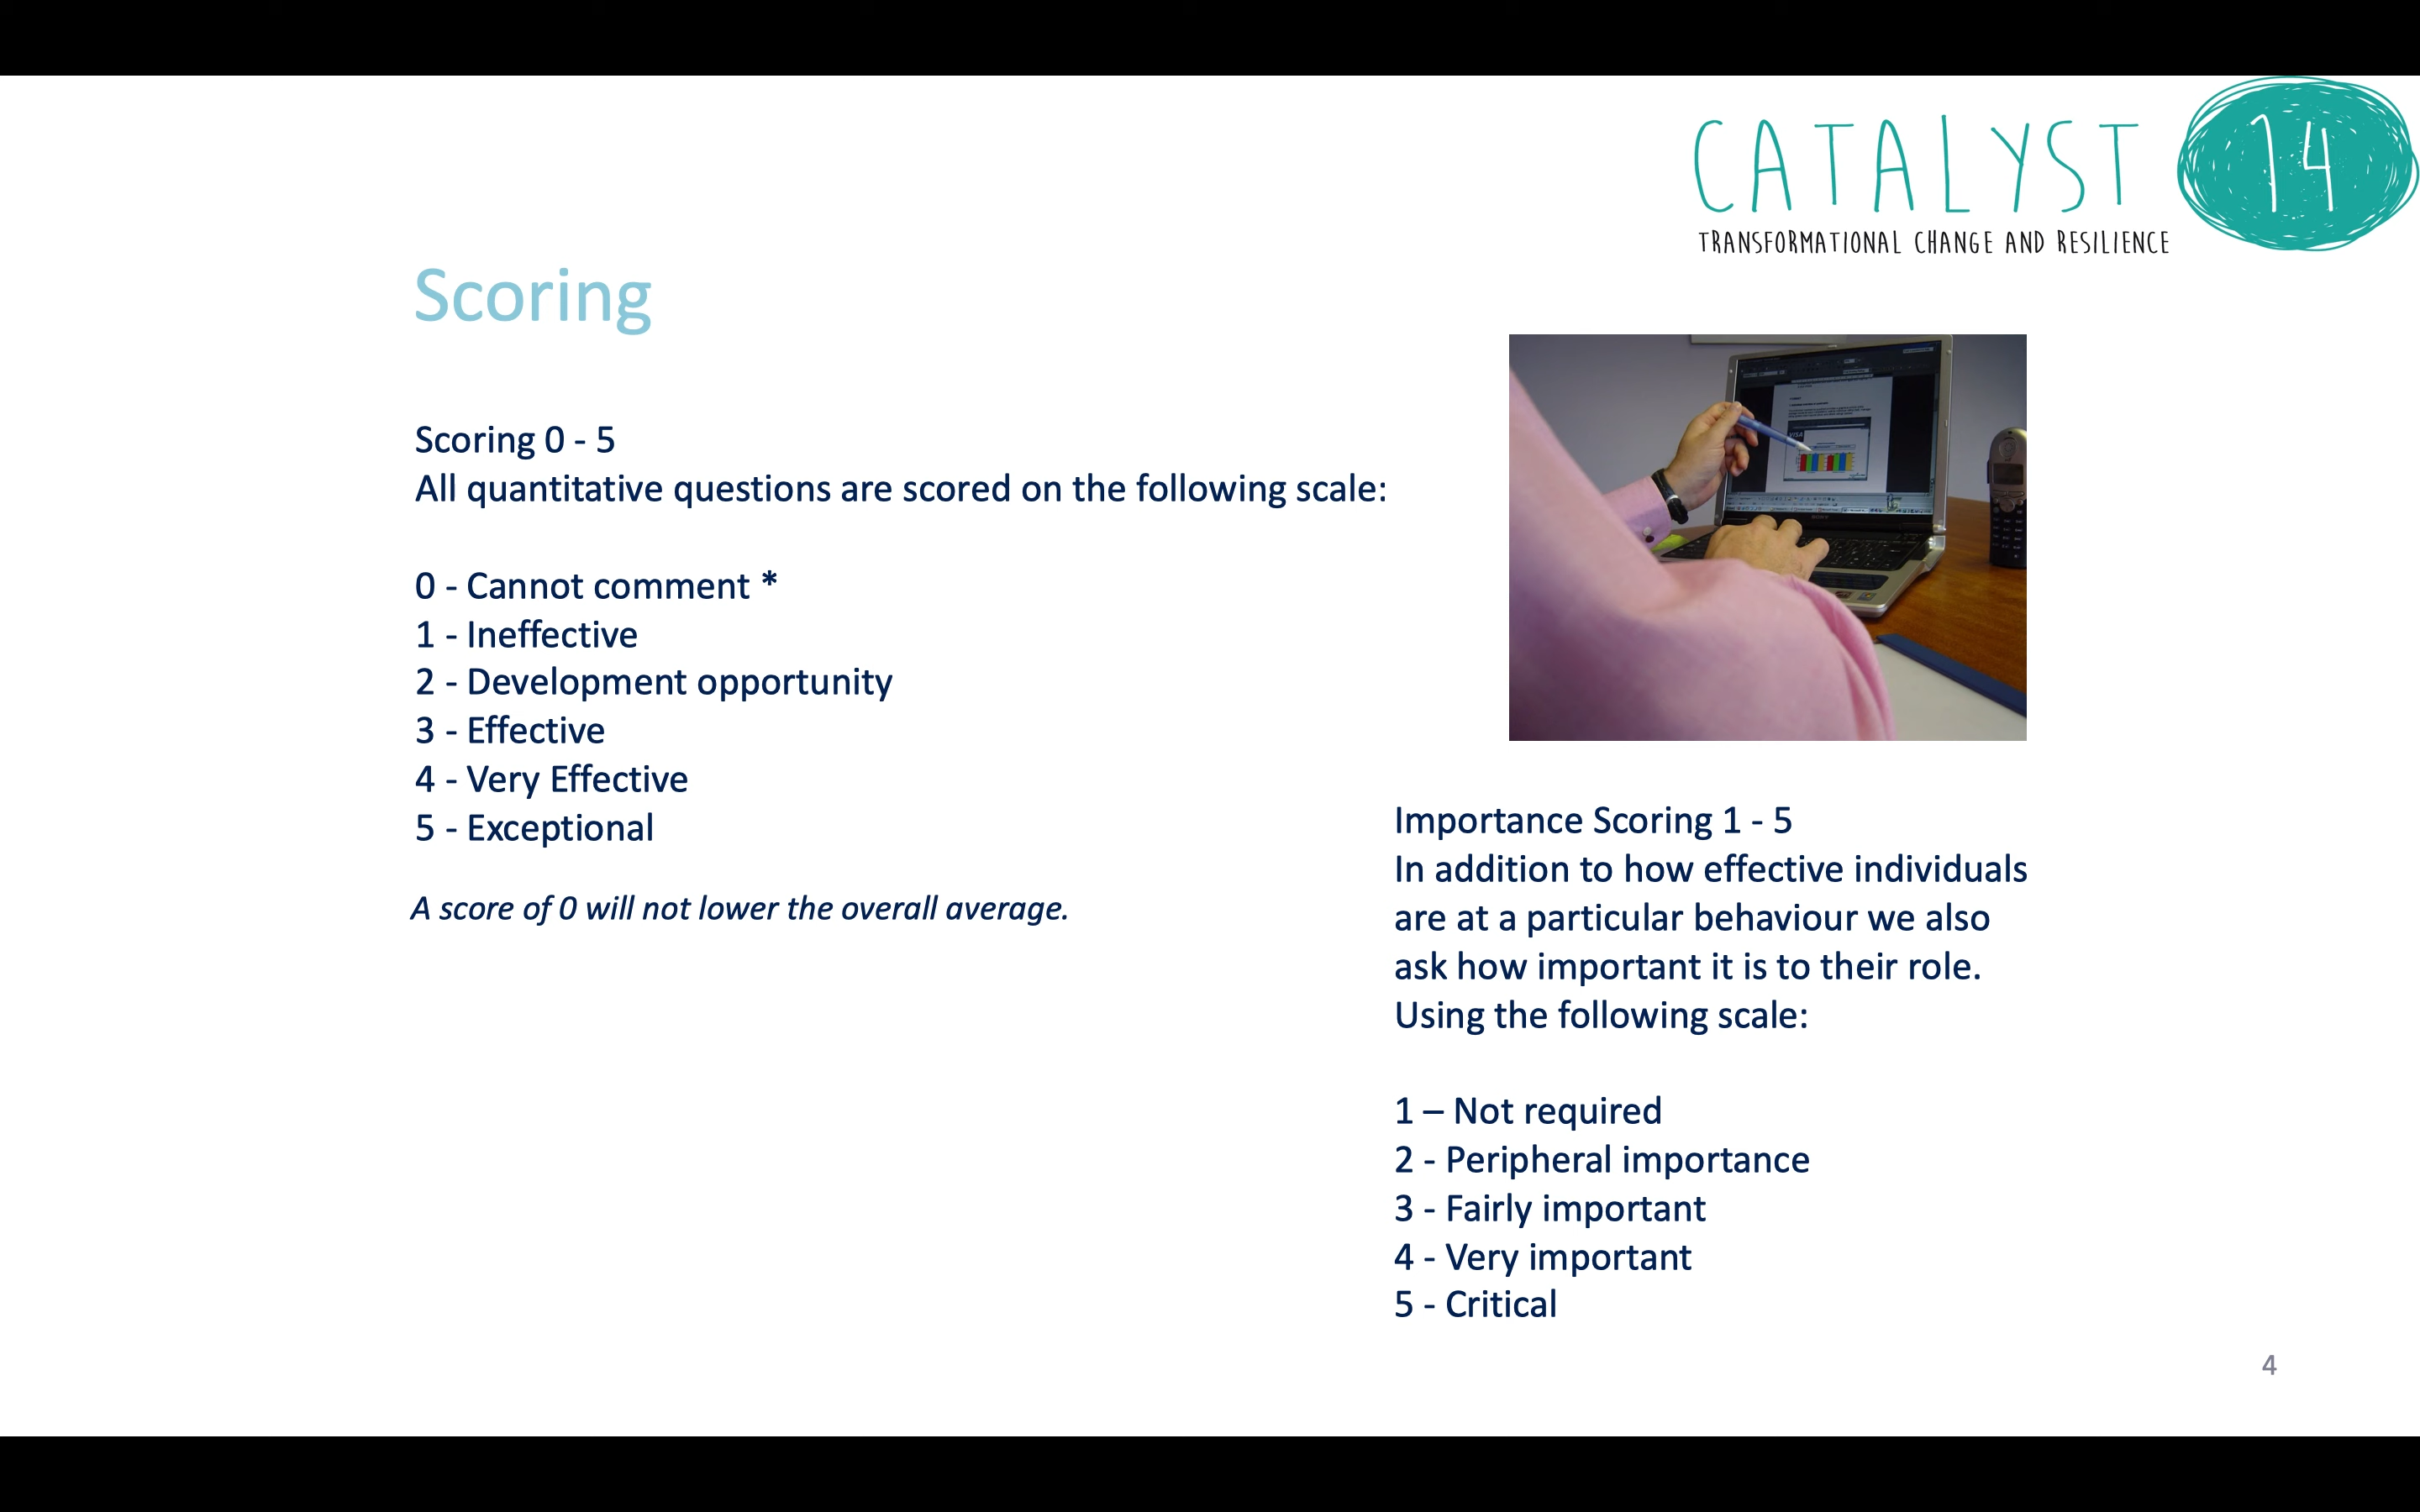 CATALYST 14
TRANSFORMATIONAL CHANGE AND RESILIENCE
Scoring
Scoring 0 - 5
All quantitative questions are scored on the following scale:
0 - Cannot comment *
1 - Ineffective
2 - Development opportunity
3 - Effective
4 - Very Effective
5 - Exceptional
A score of 0 will not lower the overall average.
VISA
Importance Scoring 1 - 5
In addition to how effective individuals
are at a particular behaviour we also
ask how important it is to their role.
Using the following scale:
1 – Not required
2 - Peripheral importance
3 - Fairly important
4 - Very important
5 - Critical
4